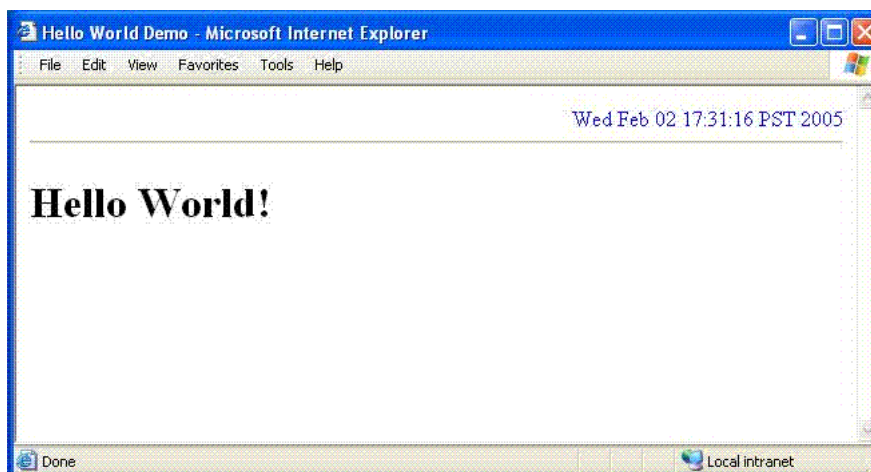 Hello World Demo - Microsoft Internet Explorer
File Edit View Favorites Tools Help
Wed Feb 02 17:31:16 PST 2005
Hello World!
Done Local intranet